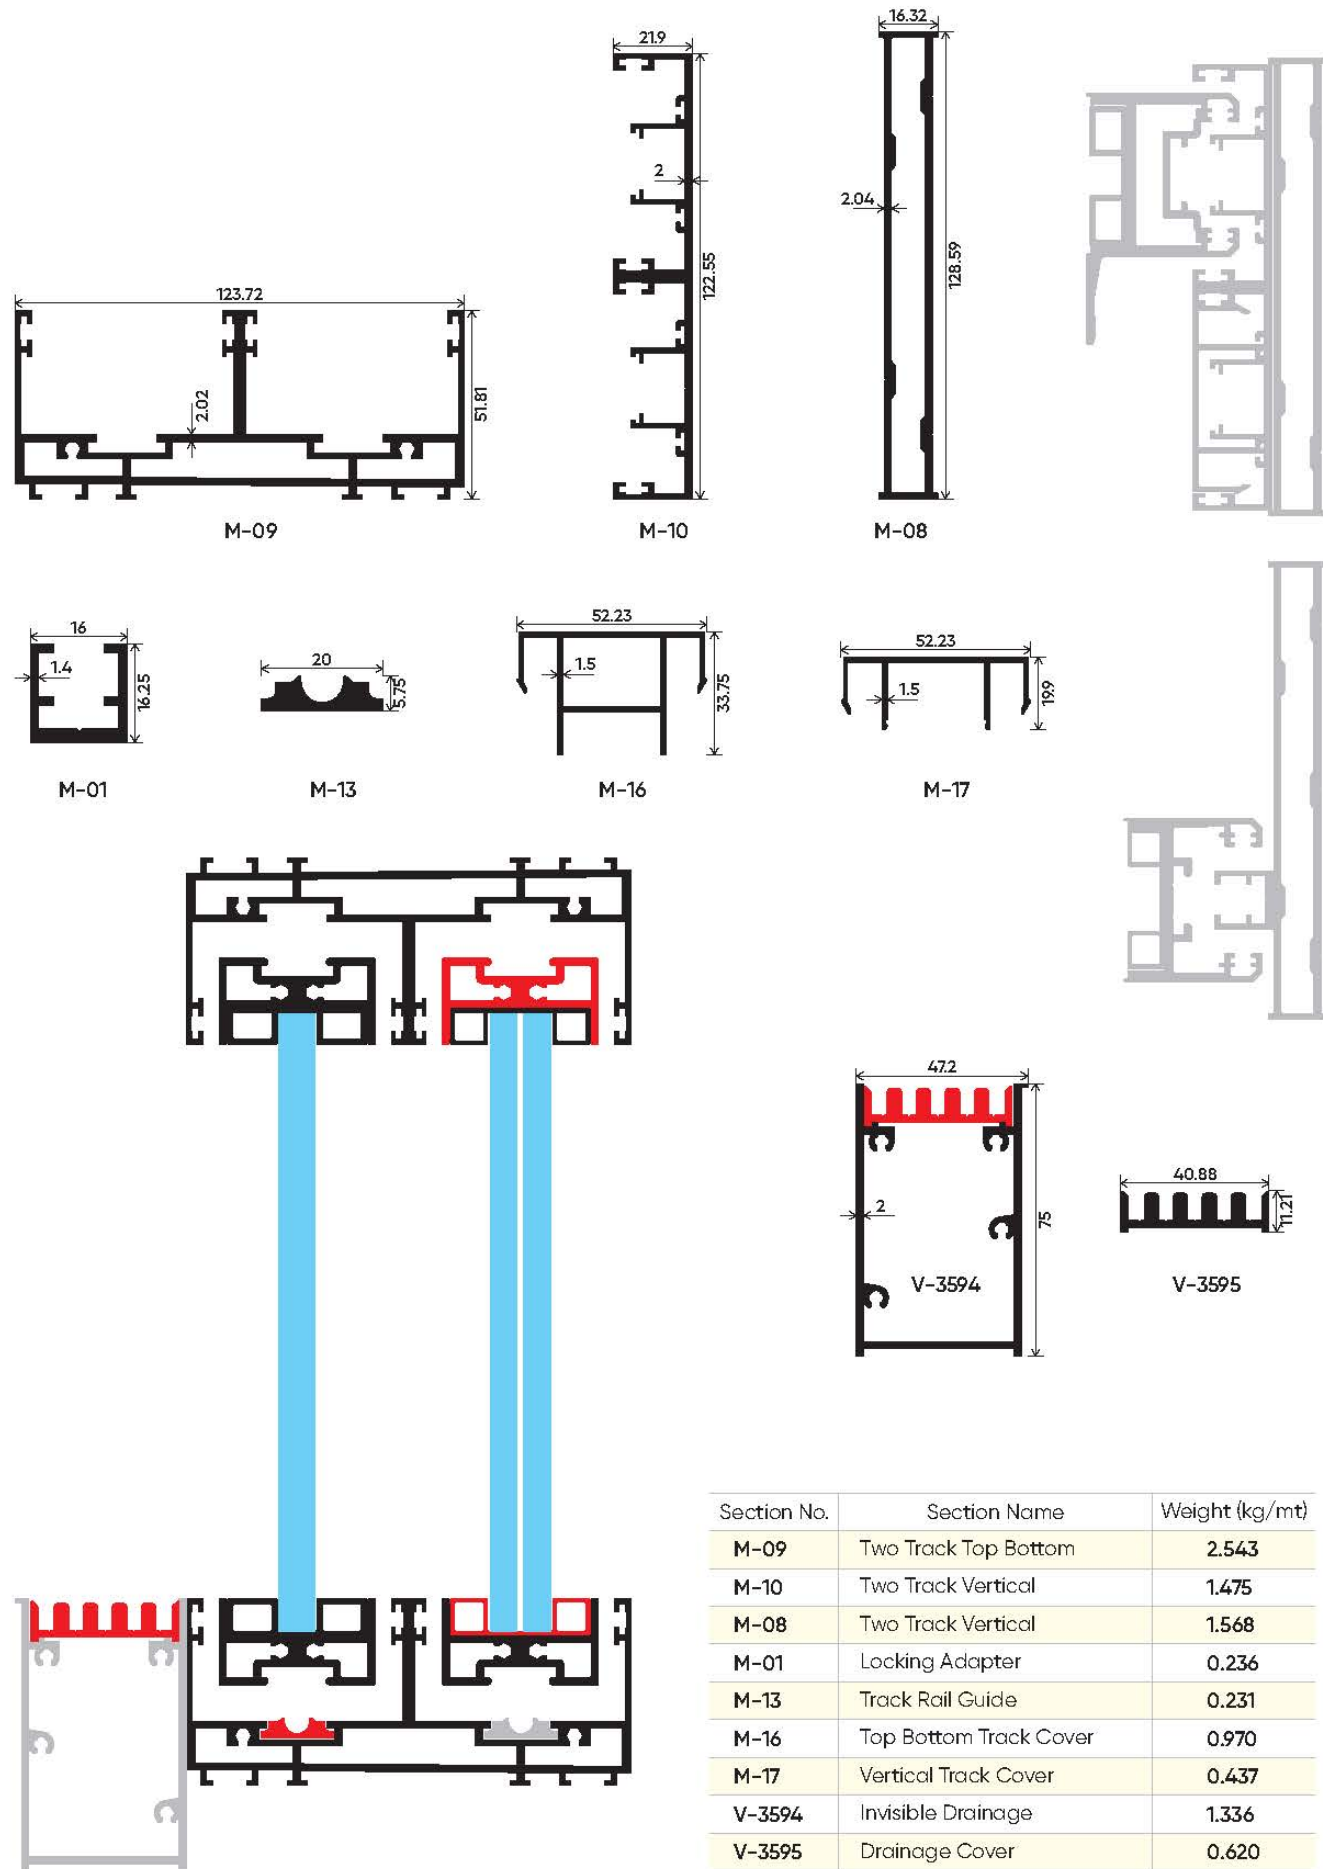 16.32
21.9
2
2.04
122.55
128.59
123.72
2.02
51.81
M-09
M-10
M-08
16
1.4
16.25
20
5.75
52.23
1.5
33.75
52.23
1.5
19.9
M-01
M-13
M-16
M-17
47.2
2
75
V-3594
40.88
11.21
V-3595
Section No. Section Name Weight (kg/mt)
M-09 Two Track Top Bottom 2.543
M-10 Two Track Vertical 1.475
M-08 Two Track Vertical 1.568
M-01 Locking Adapter 0.236
M-13 Track Rail Guide 0.231
M-16 Top Bottom Track Cover 0.970
M-17 Vertical Track Cover 0.437
V-3594 Invisible Drainage 1.336
V-3595 Drainage Cover 0.620